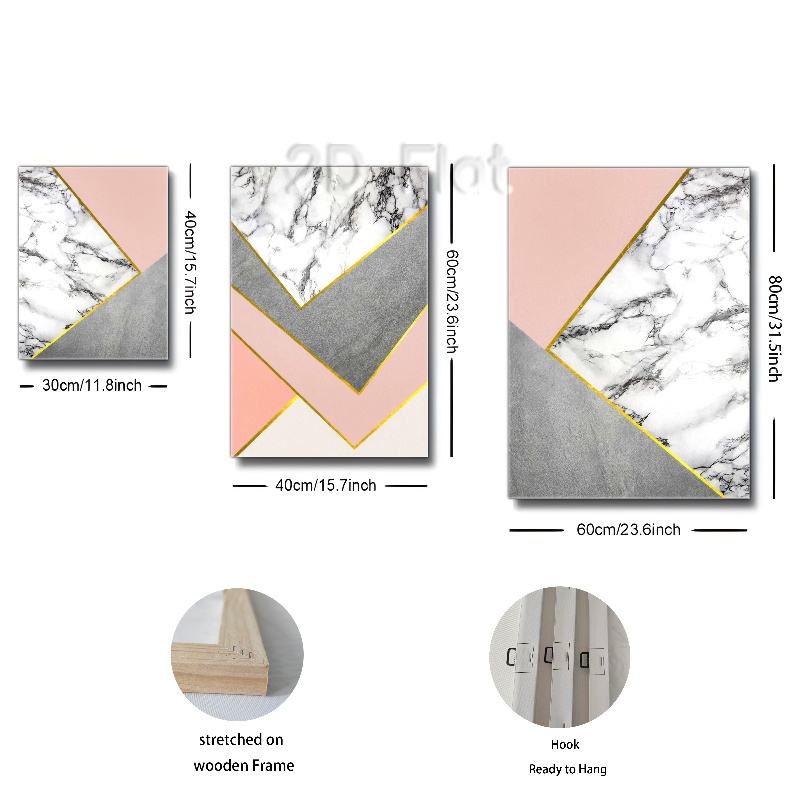 2D Flat
40cm/15.7inch
30cm/11.8inch
60cm/23.6inch
40cm/15.7inch
80cm/31.5inch
60cm/23.6inch
stretched on
wooden Frame
Hook
Ready to Hang